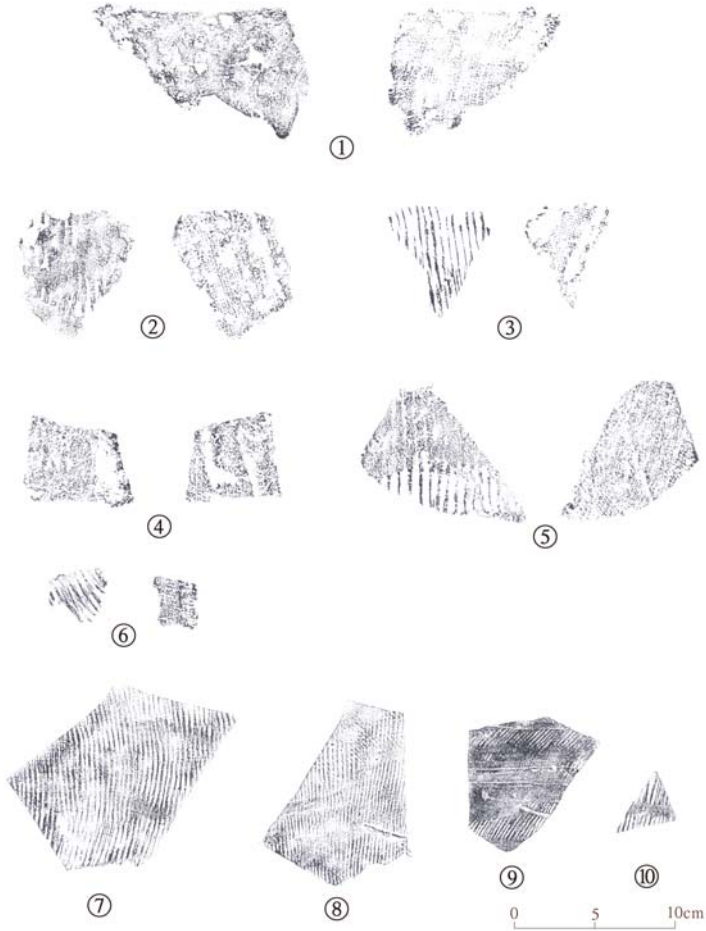 ①
② ③
④ ⑤
⑥
⑦ ⑧ ⑨ ⑩
0 5 10cm